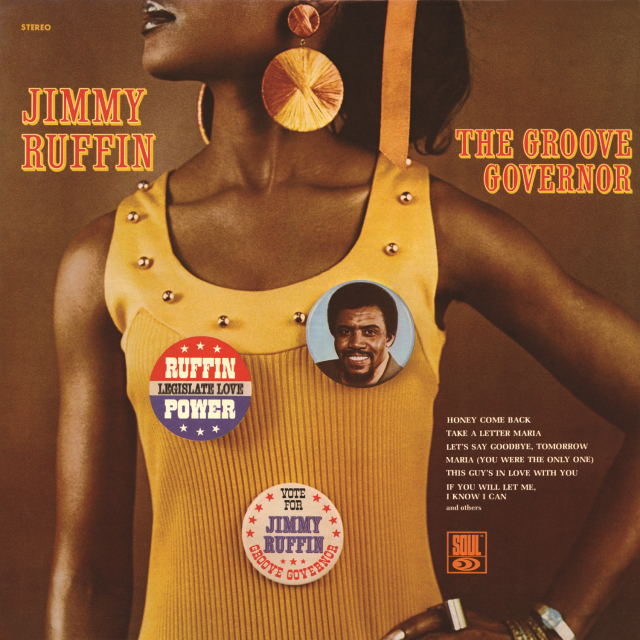 STEREO
JIMMY
RUFFIN
THE GROOVE
GOVERNOR
RUFFIN
LEGISLATE LOVE
POWER
VOTE
FOR
JIMMY
RUFFIN
GROOVE GOVERNOR
HONEY COME BACK
TAKE A LETTER MARIA
LET'S SAY GOODBYE, TOMORROW
MARIA (YOU WERE THE ONLY ONE)
THIS GUY'S IN LOVE WITH YOU
IF YOU WILL LET ME,
I KNOW I CAN
and others
SOUL